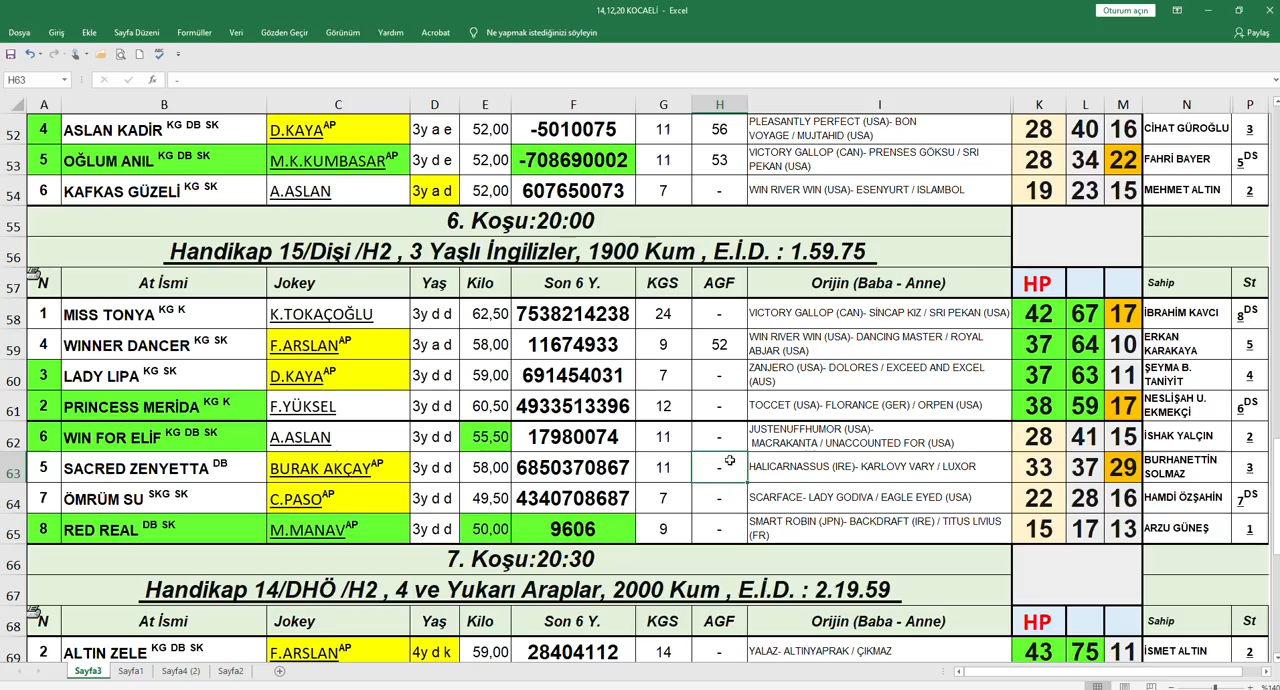 14,12,20 KOCAELİ - Excel
Oturum açın
Dosya Giriş Ekle Sayfa Düzeni Formüller Veri Gözden Geçir Görünüm Yardım Acrobat Ne yapmak istediğinizi söyleyin Paylaş
H63 fx -
A B C D E F G H I K L M N P
52 4 ASLAN KADİR KG DB SK D.KAYA AP 3y a e 52,00 -5010075 11 56 PLEASANTLY PERFECT (USA)- BON VOYAGE / MUJTAHID (USA) 28 40 16 CİHAT GÜROĞLU 3
53 5 OĞLUM ANIL KG DB SK M.K.KUMBASAR AP 3y d e 52,00 -708690002 11 53 VICTORY GALLOP (CAN)- PRENSES GÖKSU / SRI PEKAN (USA) 28 34 22 FAHRİ BAYER 5 DS
54 6 KAFKAS GÜZELİ KG SK A.ASLAN 3y a d 52,00 607650073 7 - WIN RIVER WIN (USA)- ESENYURT / ISLAMBOL 19 23 15 MEHMET ALTIN 2
55 6. Koşu:20:00
56 Handikap 15/Dişi /H2 , 3 Yaşlı İngilizler, 1900 Kum , E.İ.D. : 1.59.75
57 N At İsmi Jokey Yaş Kilo Son 6 Y. KGS AGF Orijin (Baba - Anne) HP Sahip St
58 1 MISS TONYA KG K K.TOKAÇOĞLU 3y d d 62,50 7538214238 24 - VICTORY GALLOP (CAN)- SİNCAP KIZ / SRI PEKAN (USA) 42 67 17 İBRAHİM KAVCI 8 DS
59 4 WINNER DANCER KG SK F.ARSLAN AP 3y a d 58,00 11674933 9 52 WIN RIVER WIN (USA)- DANCING MASTER / ROYAL ABJAR (USA) 37 64 10 ERKAN KARAKAYA 5
60 3 LADY LIPA KG SK D.KAYA AP 3y d d 59,00 691454031 7 - ZANJERO (USA)- DOLORES / EXCEED AND EXCEL (AUS) 37 63 11 ŞEYMA B. TANİYİT 4
61 2 PRINCESS MERİDA KG K F.YÜKSEL 3y d d 60,50 4933513396 12 - TOCCET (USA)- FLORANCE (GER) / ORPEN (USA) 38 59 17 NESLİŞAH U. EKMEKÇİ 6 DS
62 6 WIN FOR ELİF KG DB SK A.ASLAN 3y d d 55,50 17980074 11 - JUSTENUFFHUMOR (USA)- MACRAKANTA / UNACCOUNTED FOR (USA) 28 41 15 İSHAK YALÇIN 2
63 5 SACRED ZENYETTA DB BURAK AKÇAY AP 3y d d 58,00 6850370867 11 - HALICARNASSUS (IRE)- KARLOVY VARY / LUXOR 33 37 29 BURHANETTİN SOLMAZ 3
64 7 ÖMRÜM SU SKG SK C.PASO AP 3y d d 49,50 4340708687 7 - SCARFACE- LADY GODIVA / EAGLE EYED (USA) 22 28 16 HAMDİ ÖZŞAHİN 7 DS
65 8 RED REAL DB SK M.MANAV AP 3y d d 50,00 9606 9 - SMART ROBIN (JPN)- BACKDRAFT (IRE) / TITUS LIVIUS (FR) 15 17 13 ARZU GÜNEŞ 1
66 7. Koşu:20:30
67 Handikap 14/DHÖ /H2 , 4 ve Yukarı Araplar, 2000 Kum , E.İ.D. : 2.19.59
68 N At İsmi Jokey Yaş Kilo Son 6 Y. KGS AGF Orijin (Baba - Anne) HP Sahip St
69 2 ALTIN ZELE KG DB SK F.ARSLAN AP 4y d k 59,00 28404112 14 - YALAZ- ALTINYAPRAK / ÇIKMAZ 43 75 11 İSMET ALTIN 2
Sayfa3 Sayfa1 Sayfa4 (2) Sayfa2
%140